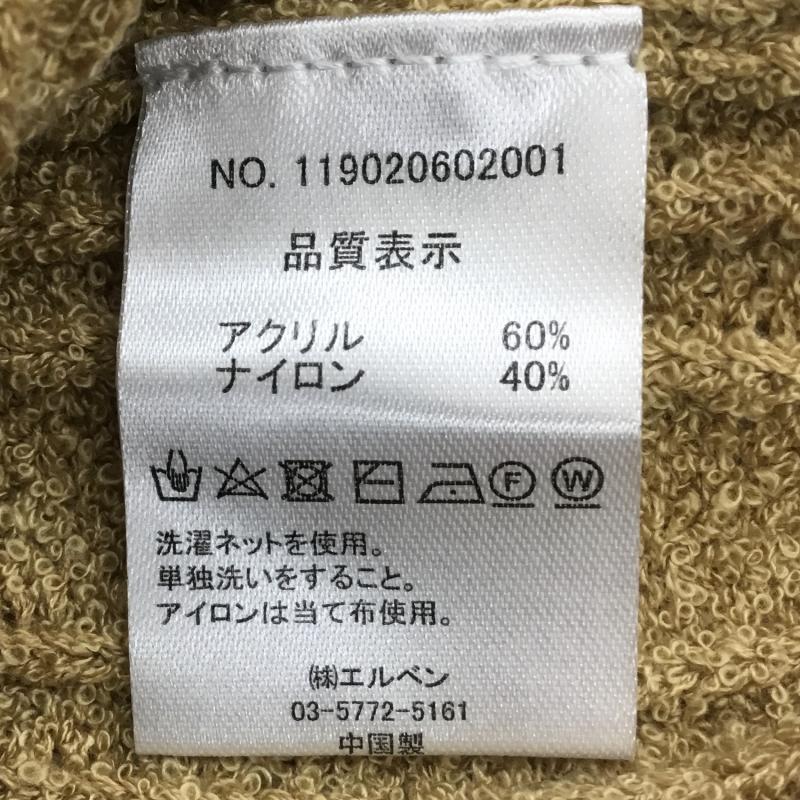 NO. 119020602001
品質表示
アクリル 60%
ナイロン 40%
F W
洗濯ネットを使用。
単独洗いをすること。
アイロンは当て布使用。
㈱エルベン
03-5772-5161
中国製